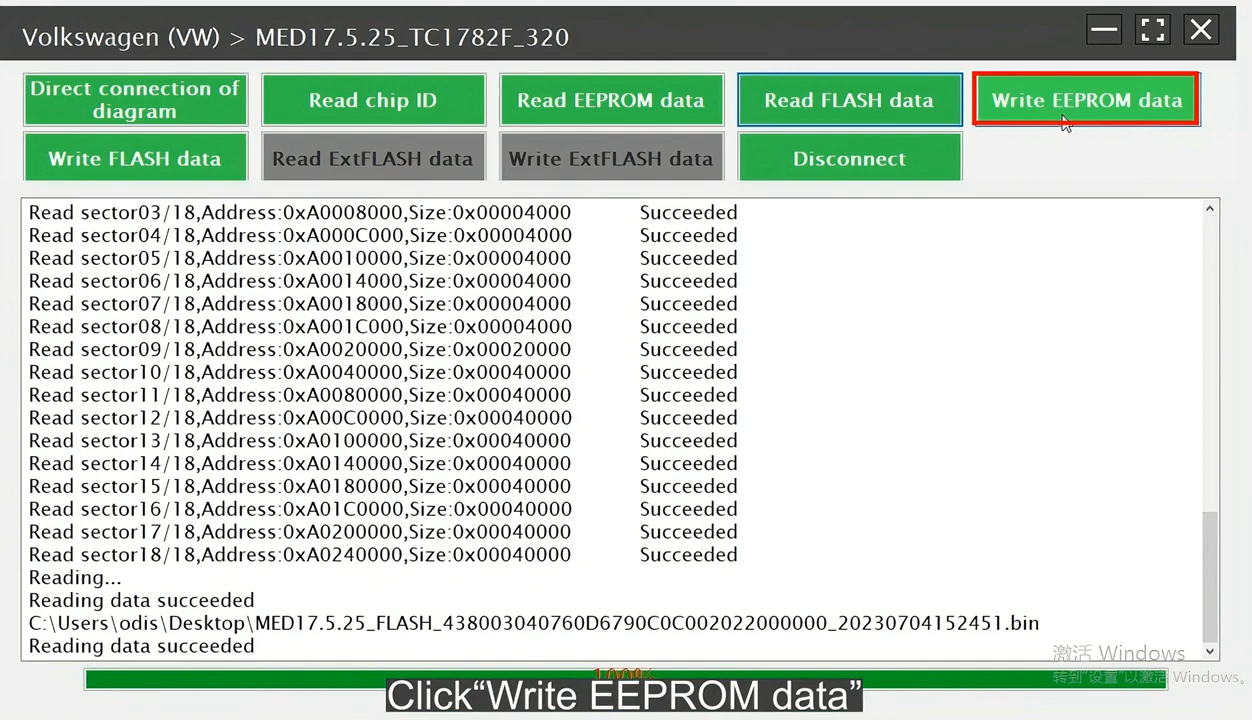 Volkswagen (VW) > MED17.5.25_TC1782F_320
Direct connection of
diagram
Read chip ID
Read EEPROM data
Read FLASH data
Write EEPROM data
Write FLASH data
Read ExtFLASH data
Write ExtFLASH data
Disconnect
Read sector03/18,Address:0xA0008000,Size:0x00004000 Succeeded
Read sector04/18,Address:0xA000C000,Size:0x00004000 Succeeded
Read sector05/18,Address:0xA0010000,Size:0x00004000 Succeeded
Read sector06/18,Address:0xA0014000,Size:0x00004000 Succeeded
Read sector07/18,Address:0xA0018000,Size:0x00004000 Succeeded
Read sector08/18,Address:0xA001C000,Size:0x00004000 Succeeded
Read sector09/18,Address:0xA0020000,Size:0x00020000 Succeeded
Read sector10/18,Address:0xA0040000,Size:0x00040000 Succeeded
Read sector11/18,Address:0xA0080000,Size:0x00040000 Succeeded
Read sector12/18,Address:0xA00C0000,Size:0x00040000 Succeeded
Read sector13/18,Address:0xA0100000,Size:0x00040000 Succeeded
Read sector14/18,Address:0xA0140000,Size:0x00040000 Succeeded
Read sector15/18,Address:0xA0180000,Size:0x00040000 Succeeded
Read sector16/18,Address:0xA01C0000,Size:0x00040000 Succeeded
Read sector17/18,Address:0xA0200000,Size:0x00040000 Succeeded
Read sector18/18,Address:0xA0240000,Size:0x00040000 Succeeded
Reading...
Reading data succeeded
C:\Users\odis\Desktop\MED17.5.25_FLASH_438003040760D6790C0C002022000000_20230704152451.bin
Reading data succeeded
激活 Windows
转到"设置"以激活 Windows。
100%
Click“Write EEPROM data”